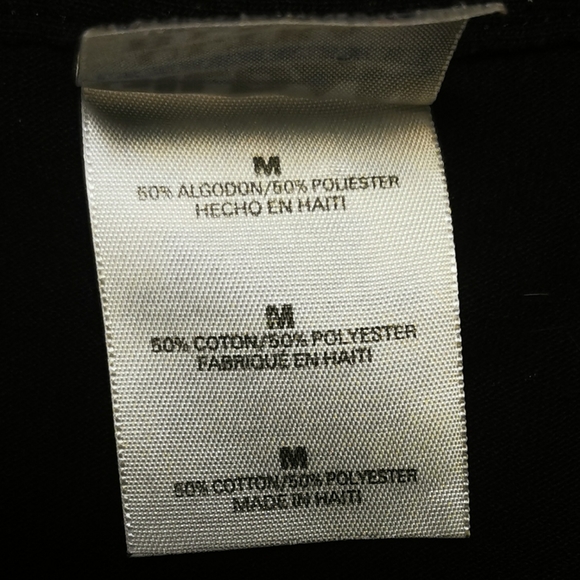 M
50% ALGODON/50% POLIESTER
HECHO EN HAITI
M
50% COTON/50% POLYESTER
FABRIQUE EN HAITI
M
50% COTTON/50% POLYESTER
MADE IN HAITI